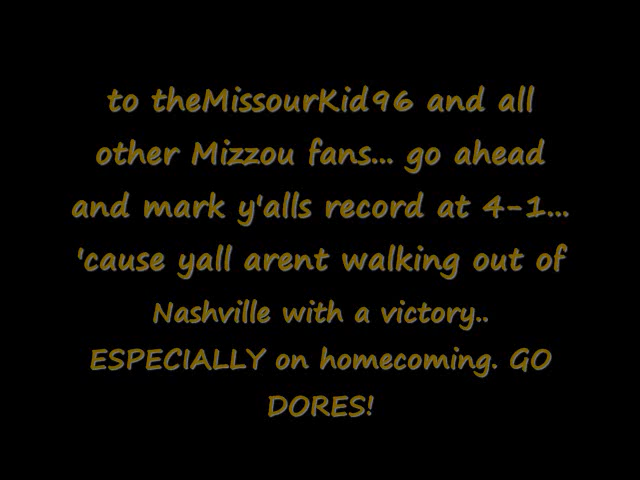 to theMissourKid96 and all
other Mizzou fans... go ahead
and mark y'alls record at 4-1...
'cause yall arent walking out of
Nashville with a victory..
ESPECIALLY on homecoming. GO
DORES!